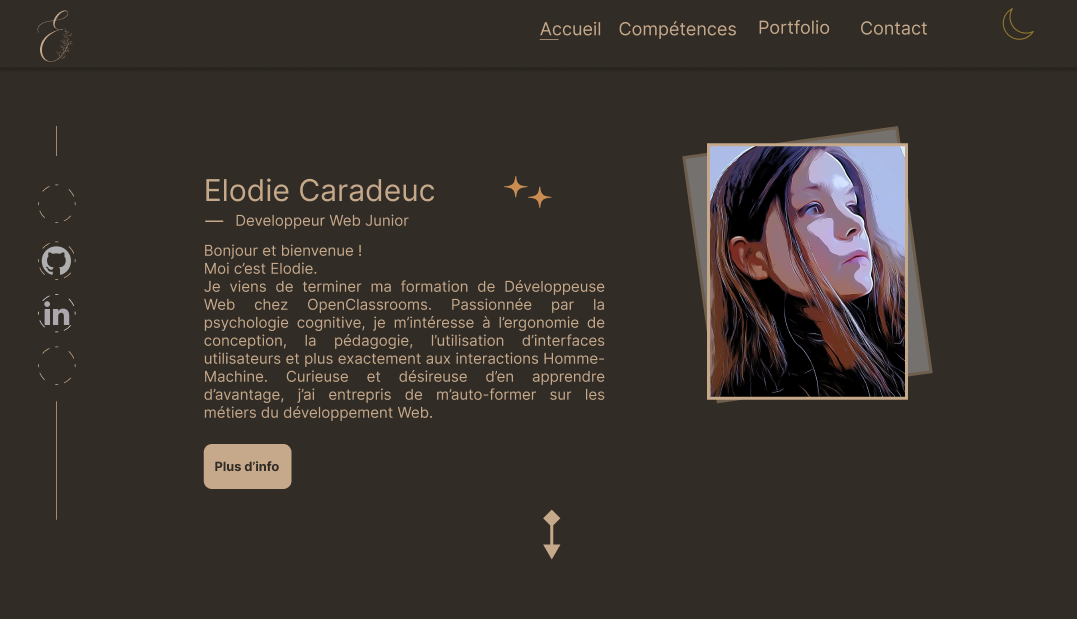 E
Accueil Compétences Portfolio Contact
Elodie Caradeuc
— Developpeur Web Junior
Bonjour et bienvenue !
Moi c’est Elodie.
Je viens de terminer ma formation de Développeuse
Web chez OpenClassrooms. Passionnée par la
psychologie cognitive, je m’intéresse à l’ergonomie de
conception, la pédagogie, l’utilisation d’interfaces
utilisateurs et plus exactement aux interactions Homme-
Machine. Curieuse et désireuse d’en apprendre
d’avantage, j’ai entrepris de m’auto-former sur les
métiers du développement Web.
in
Plus d’info